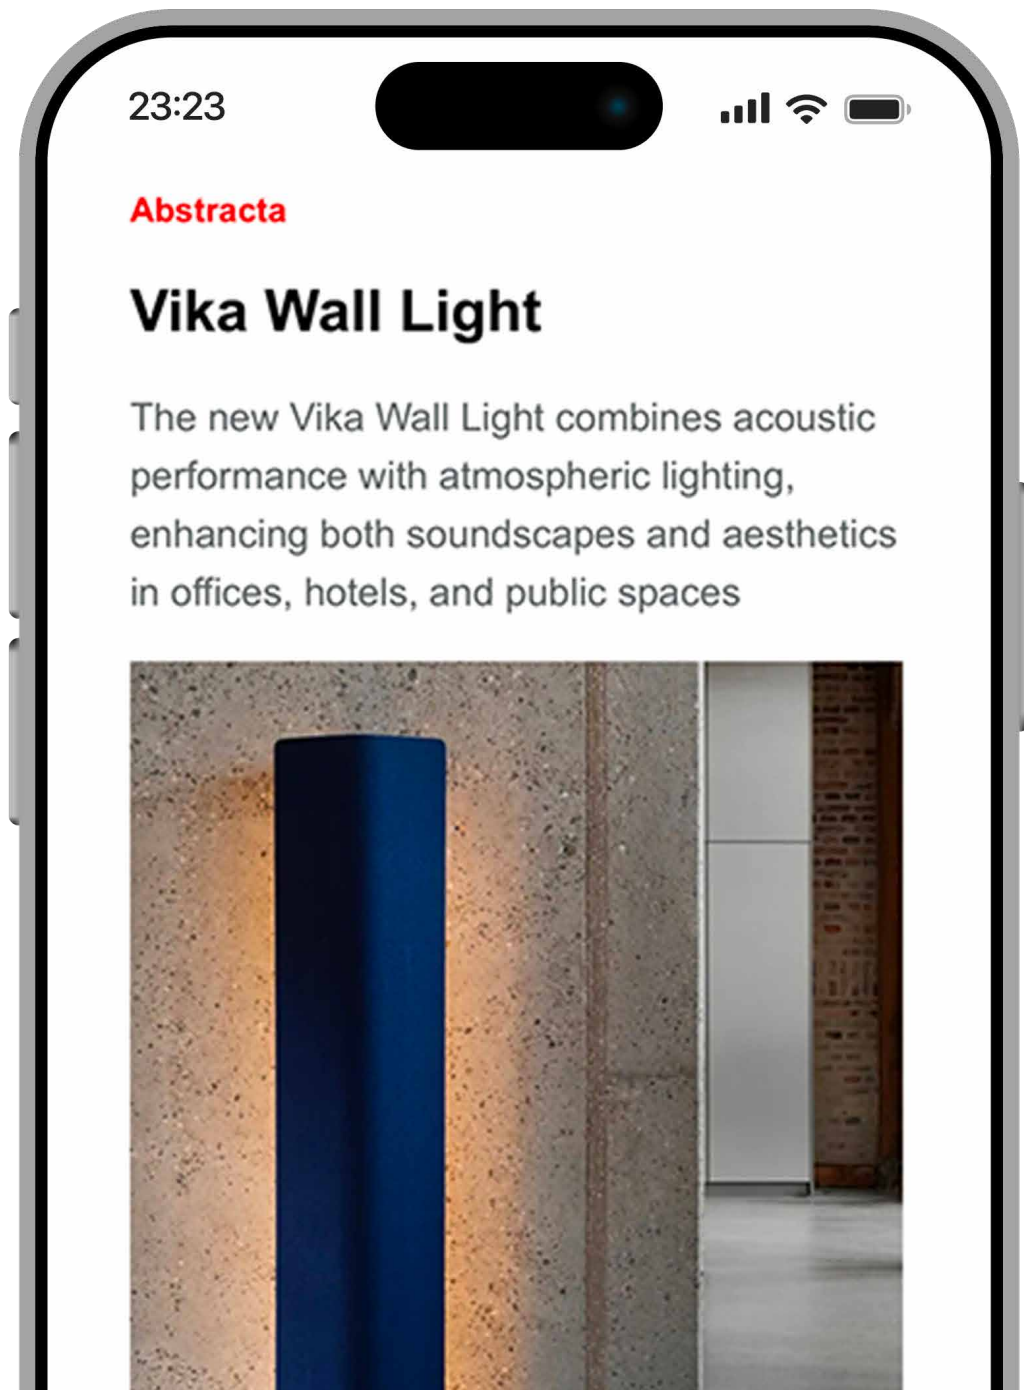 23:23
Abstracta
Vika Wall Light
The new Vika Wall Light combines acoustic
performance with atmospheric lighting,
enhancing both soundscapes and aesthetics
in offices, hotels, and public spaces